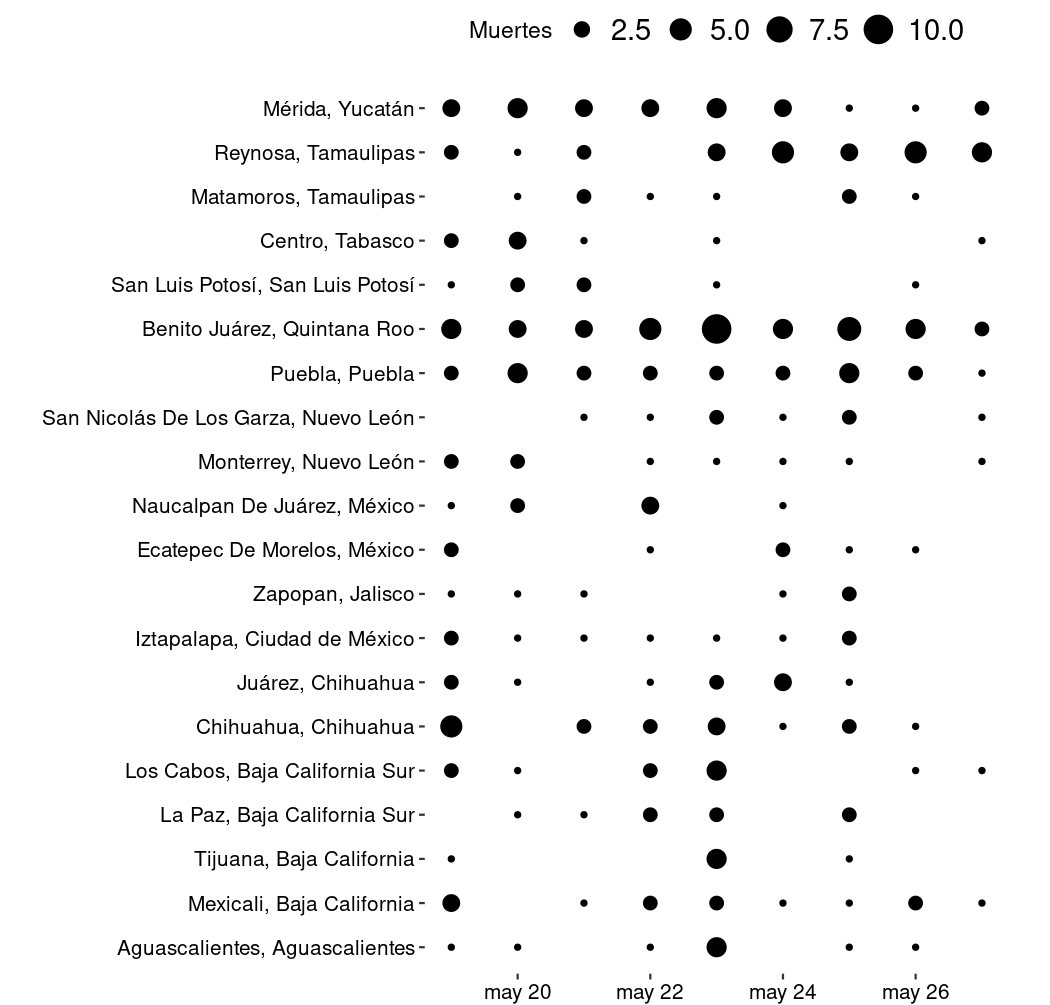 Muertes 2.5 5.0 7.5 10.0
Mérida, Yucatán
Reynosa, Tamaulipas
Matamoros, Tamaulipas
Centro, Tabasco
San Luis Potosí, San Luis Potosí
Benito Juárez, Quintana Roo
Puebla, Puebla
San Nicolás De Los Garza, Nuevo León
Monterrey, Nuevo León
Naucalpan De Juárez, México
Ecatepec De Morelos, México
Zapopan, Jalisco
Iztapalapa, Ciudad de México
Juárez, Chihuahua
Chihuahua, Chihuahua
Los Cabos, Baja California Sur
La Paz, Baja California Sur
Tijuana, Baja California
Mexicali, Baja California
Aguascalientes, Aguascalientes
may 20 may 22 may 24 may 26